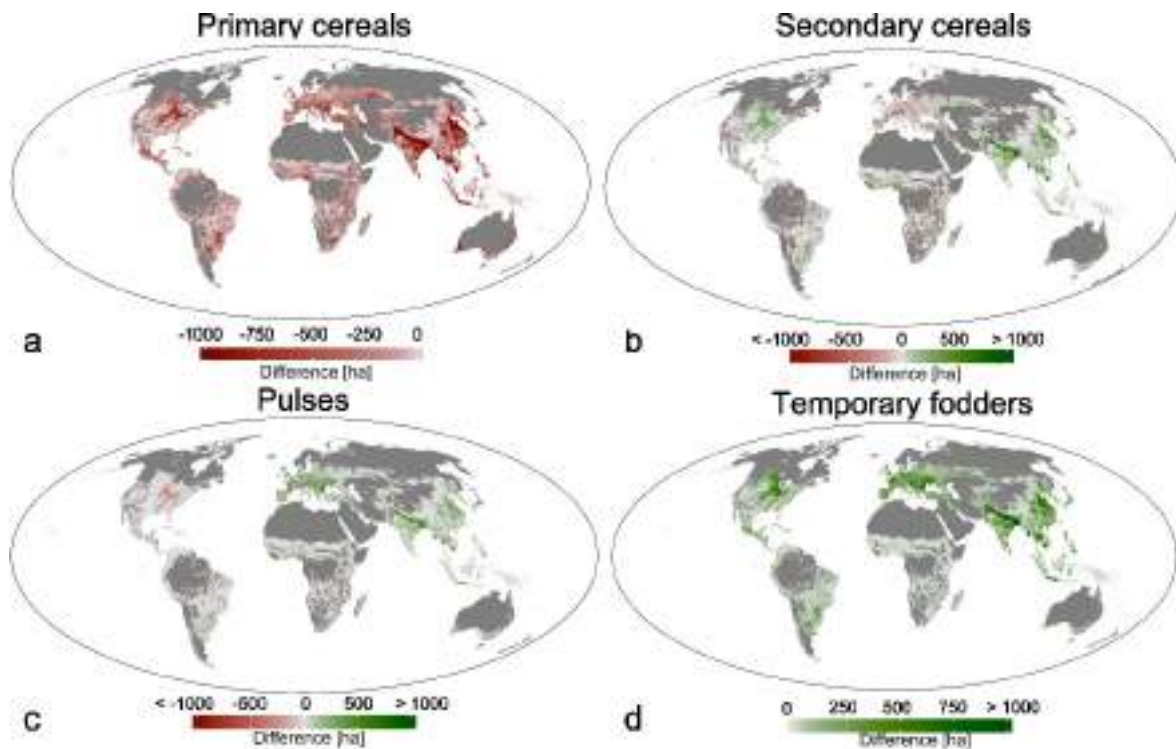 a
Primary cereals
-1000 -750 -500 -250 0
Difference [ha]
b
Secondary cereals
< -1000 -500 0 500 > 1000
Difference [ha]
c
Pulses
< -1000 -500 0 500 > 1000
Difference [ha]
d
Temporary fodders
0 250 500 750 > 1000
Difference [ha]